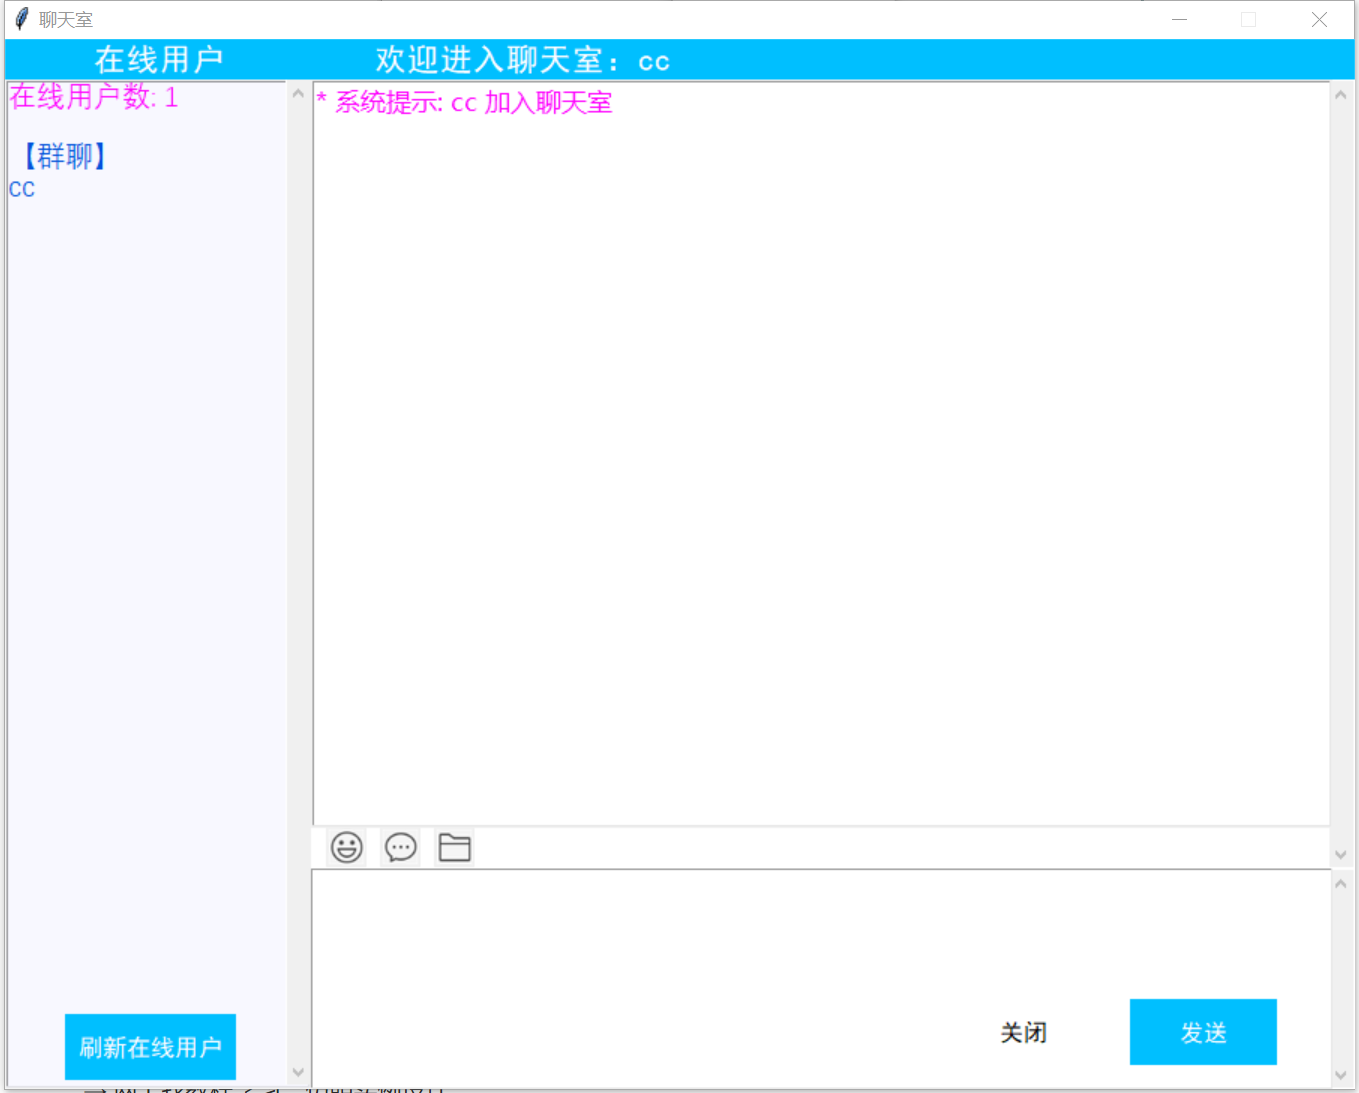 聊天室
在线用户
欢迎进入聊天室：cc
在线用户数: 1
* 系统提示: cc 加入聊天室
【群聊】
cc
关闭
发送
刷新在线用户